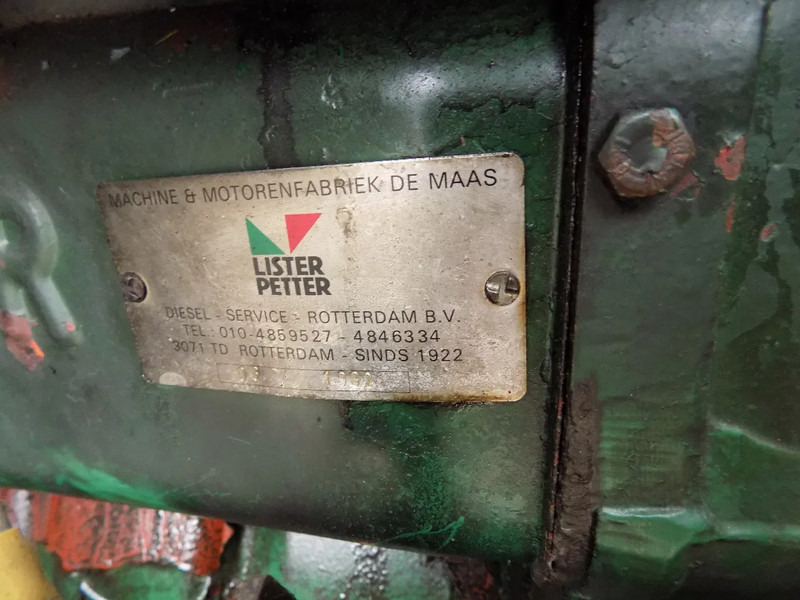 MACHINE & MOTORENFABRIEK DE MAAS
LISTER
PETTER
DIESEL - SERVICE - ROTTERDAM B.V.
TEL.: 010-4859527 - 4846334
3071 TD ROTTERDAM - SINDS 1922
R